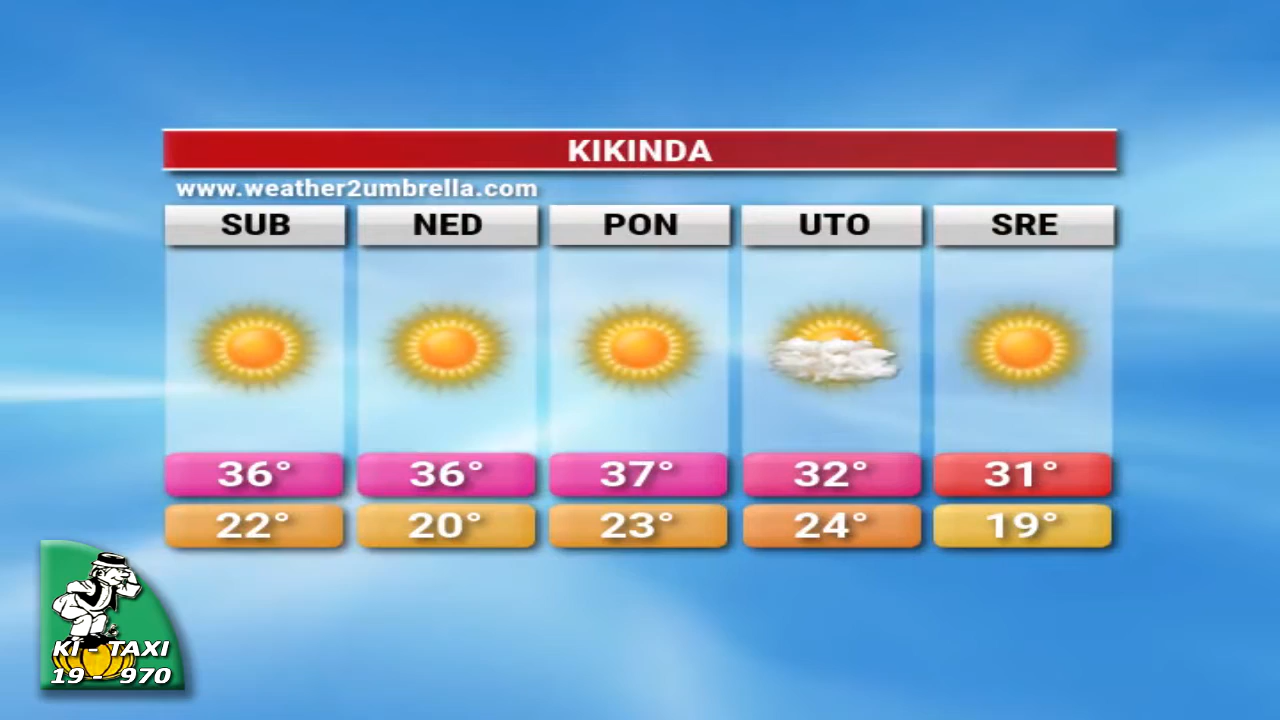 KIKINDA
www.weather2umbrella.com
SUB NED PON UTO SRE
36° 36° 37° 32° 31°
22° 20° 23° 24° 19°
KI - TAXI
19 - 970